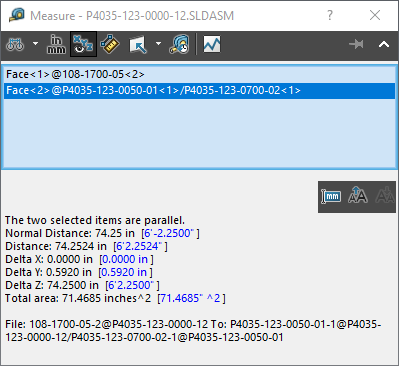 Measure - P4035-123-0000-12.SLDASM
in
mm
XYZ
Face<1>@108-1700-05<2>
Face<2>@P4035-123-0050-01<1>/P4035-123-0700-02<1>
mm
The two selected items are parallel.
Normal Distance: 74.25 in [6'-2.2500" ]
Distance: 74.2524 in [6'2.2524" ]
Delta X: 0.0000 in [0.0000 in ]
Delta Y: 0.5920 in [0.5920 in ]
Delta Z: 74.2500 in [6'2.2500" ]
Total area: 71.4685 inches^2 [71.4685" ^2 ]
File: 108-1700-05-2@P4035-123-0000-12 To: P4035-123-0050-01-1@P4035-
123-0000-12/P4035-123-0700-02-1@P4035-123-0050-01